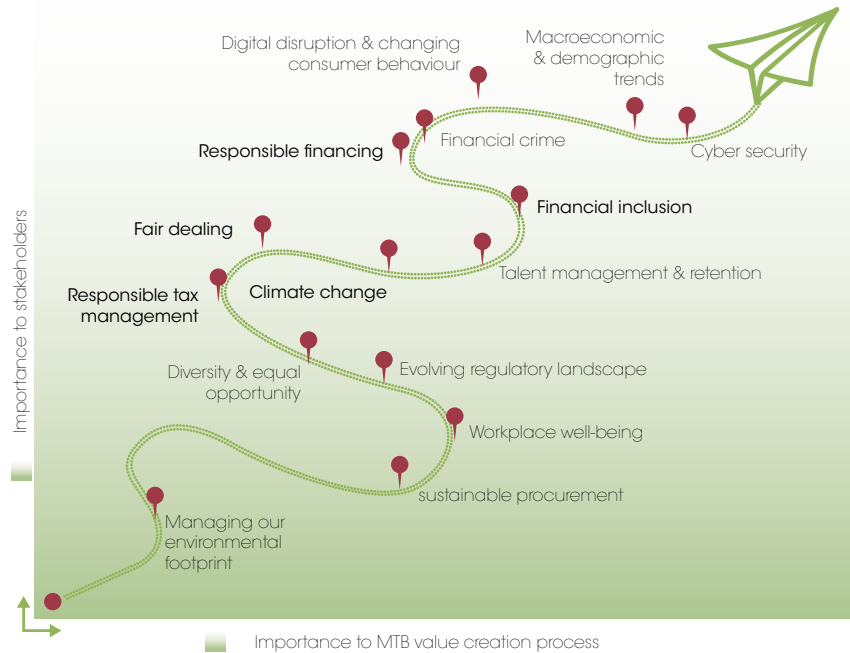 Digital disruption & changing
consumer behaviour
Macroeconomic
& demographic
trends
Financial crime
Cyber security
Responsible financing
Financial inclusion
Fair dealing
Talent management & retention
Climate change
Responsible tax
management
Diversity & equal
opportunity
Evolving regulatory landscape
Workplace well-being
sustainable procurement
Managing our
environmental
footprint
Importance to stakeholders
Importance to MTB value creation process